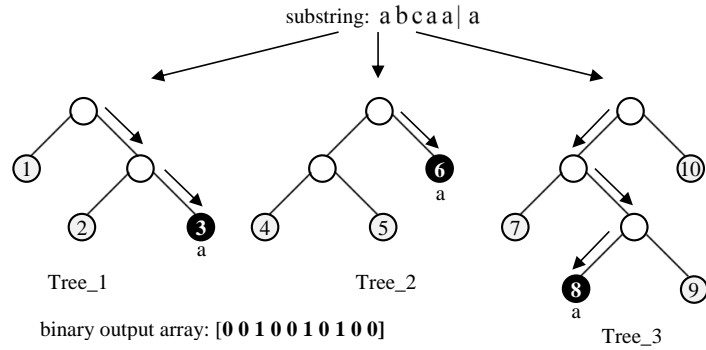 substring: a b c a a | a
1
10
6
a
2
3
a
4
5
7
Tree_1
Tree_2
8
a
9
binary output array: [0 0 1 0 0 1 0 1 0 0]
Tree_3